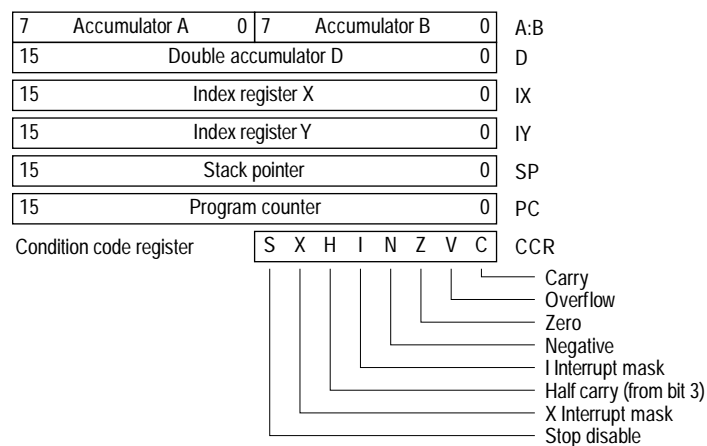 7 Accumulator A 0 7 Accumulator B 0 A:B
15 Double accumulator D 0 D
15 Index register X 0 IX
15 Index register Y 0 IY
15 Stack pointer 0 SP
15 Program counter 0 PC
Condition code register S X H I N Z V C CCR
Carry
Overflow
Zero
Negative
I Interrupt mask
Half carry (from bit 3)
X Interrupt mask
Stop disable